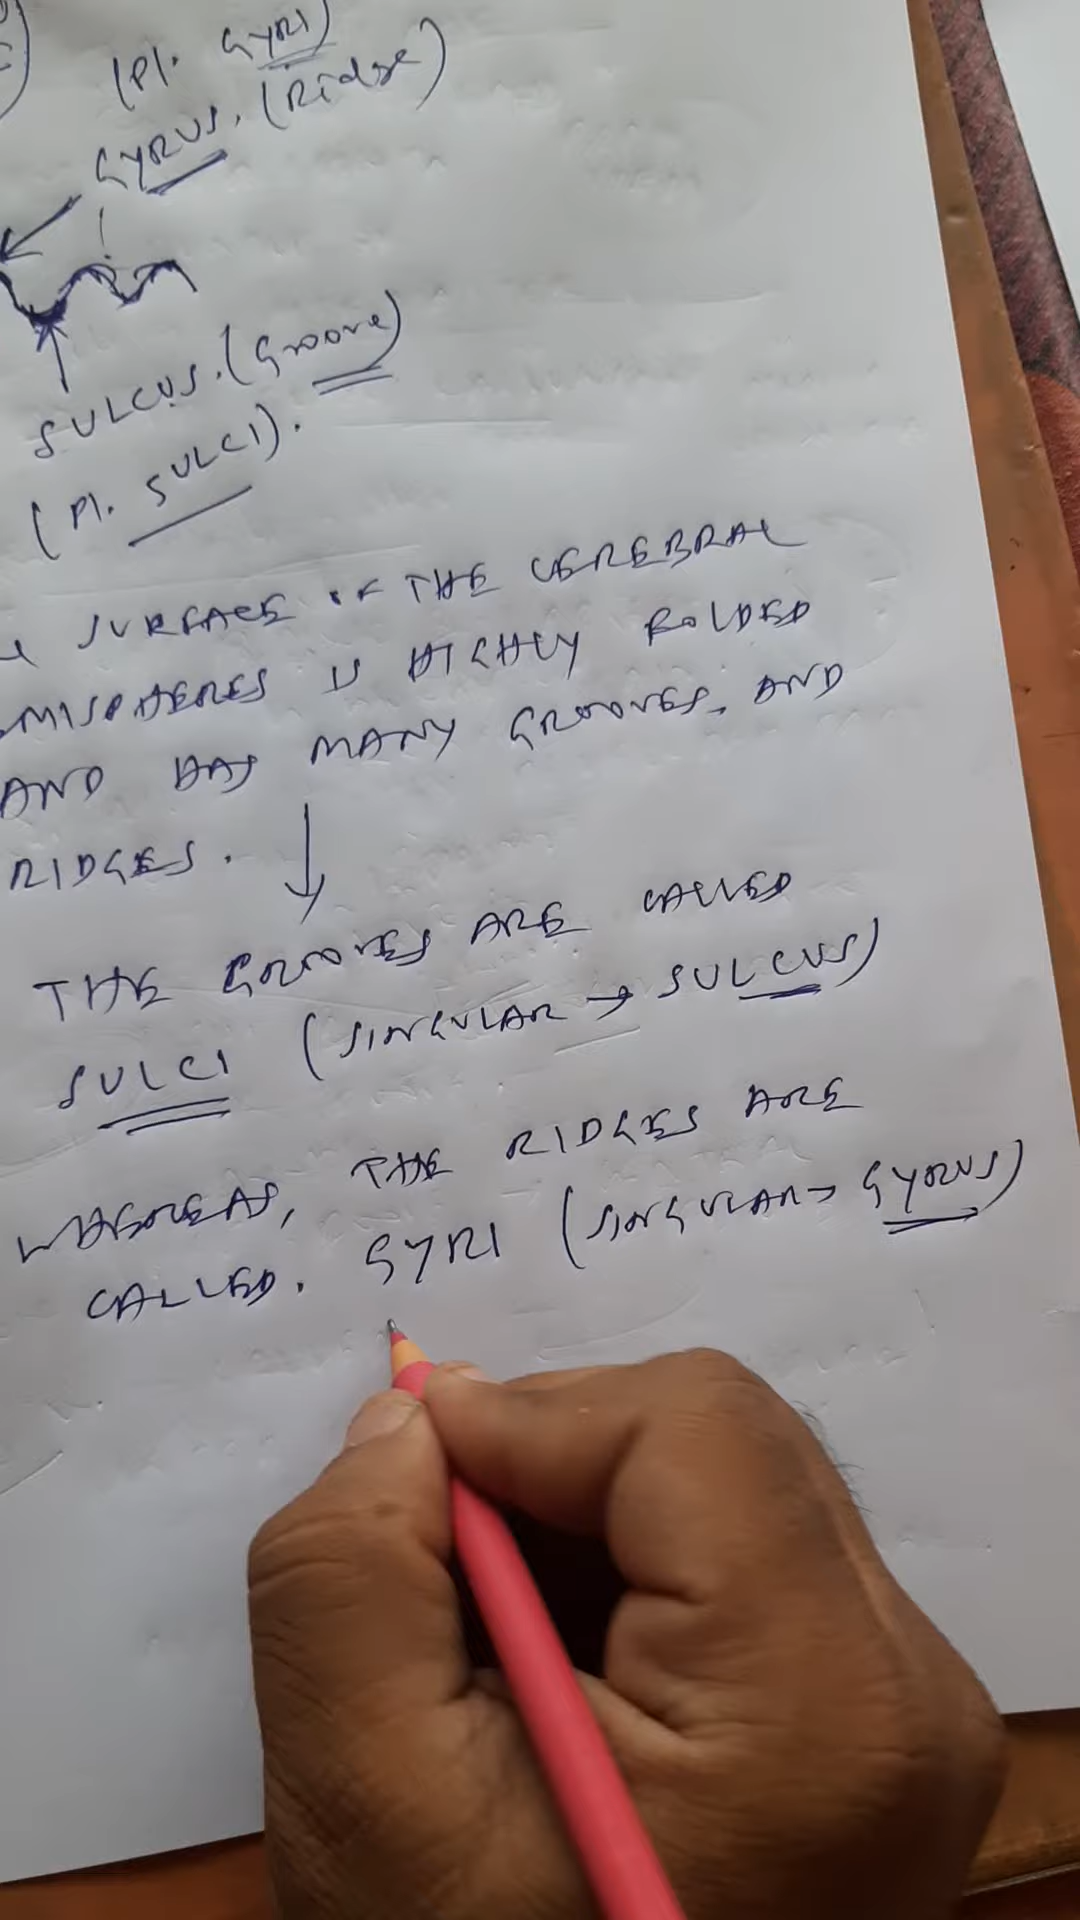 (Pl. GYRI)
GYRUS, (Ridge)
SULCUS. (Groove)
(Pl. SULCI).
SURFACE OF THE CEREBRAL
MISPHERES IS HIGHLY FOLDED
AND HAS MANY GROOVES, AND
RIDGES.
THE GROOVES ARE CALLED
SULCI (SINGULAR → SULCUS)
WHEREAS, THE RIDGES ARE
CALLED. GYRI (SINGULAR → GYRUS)